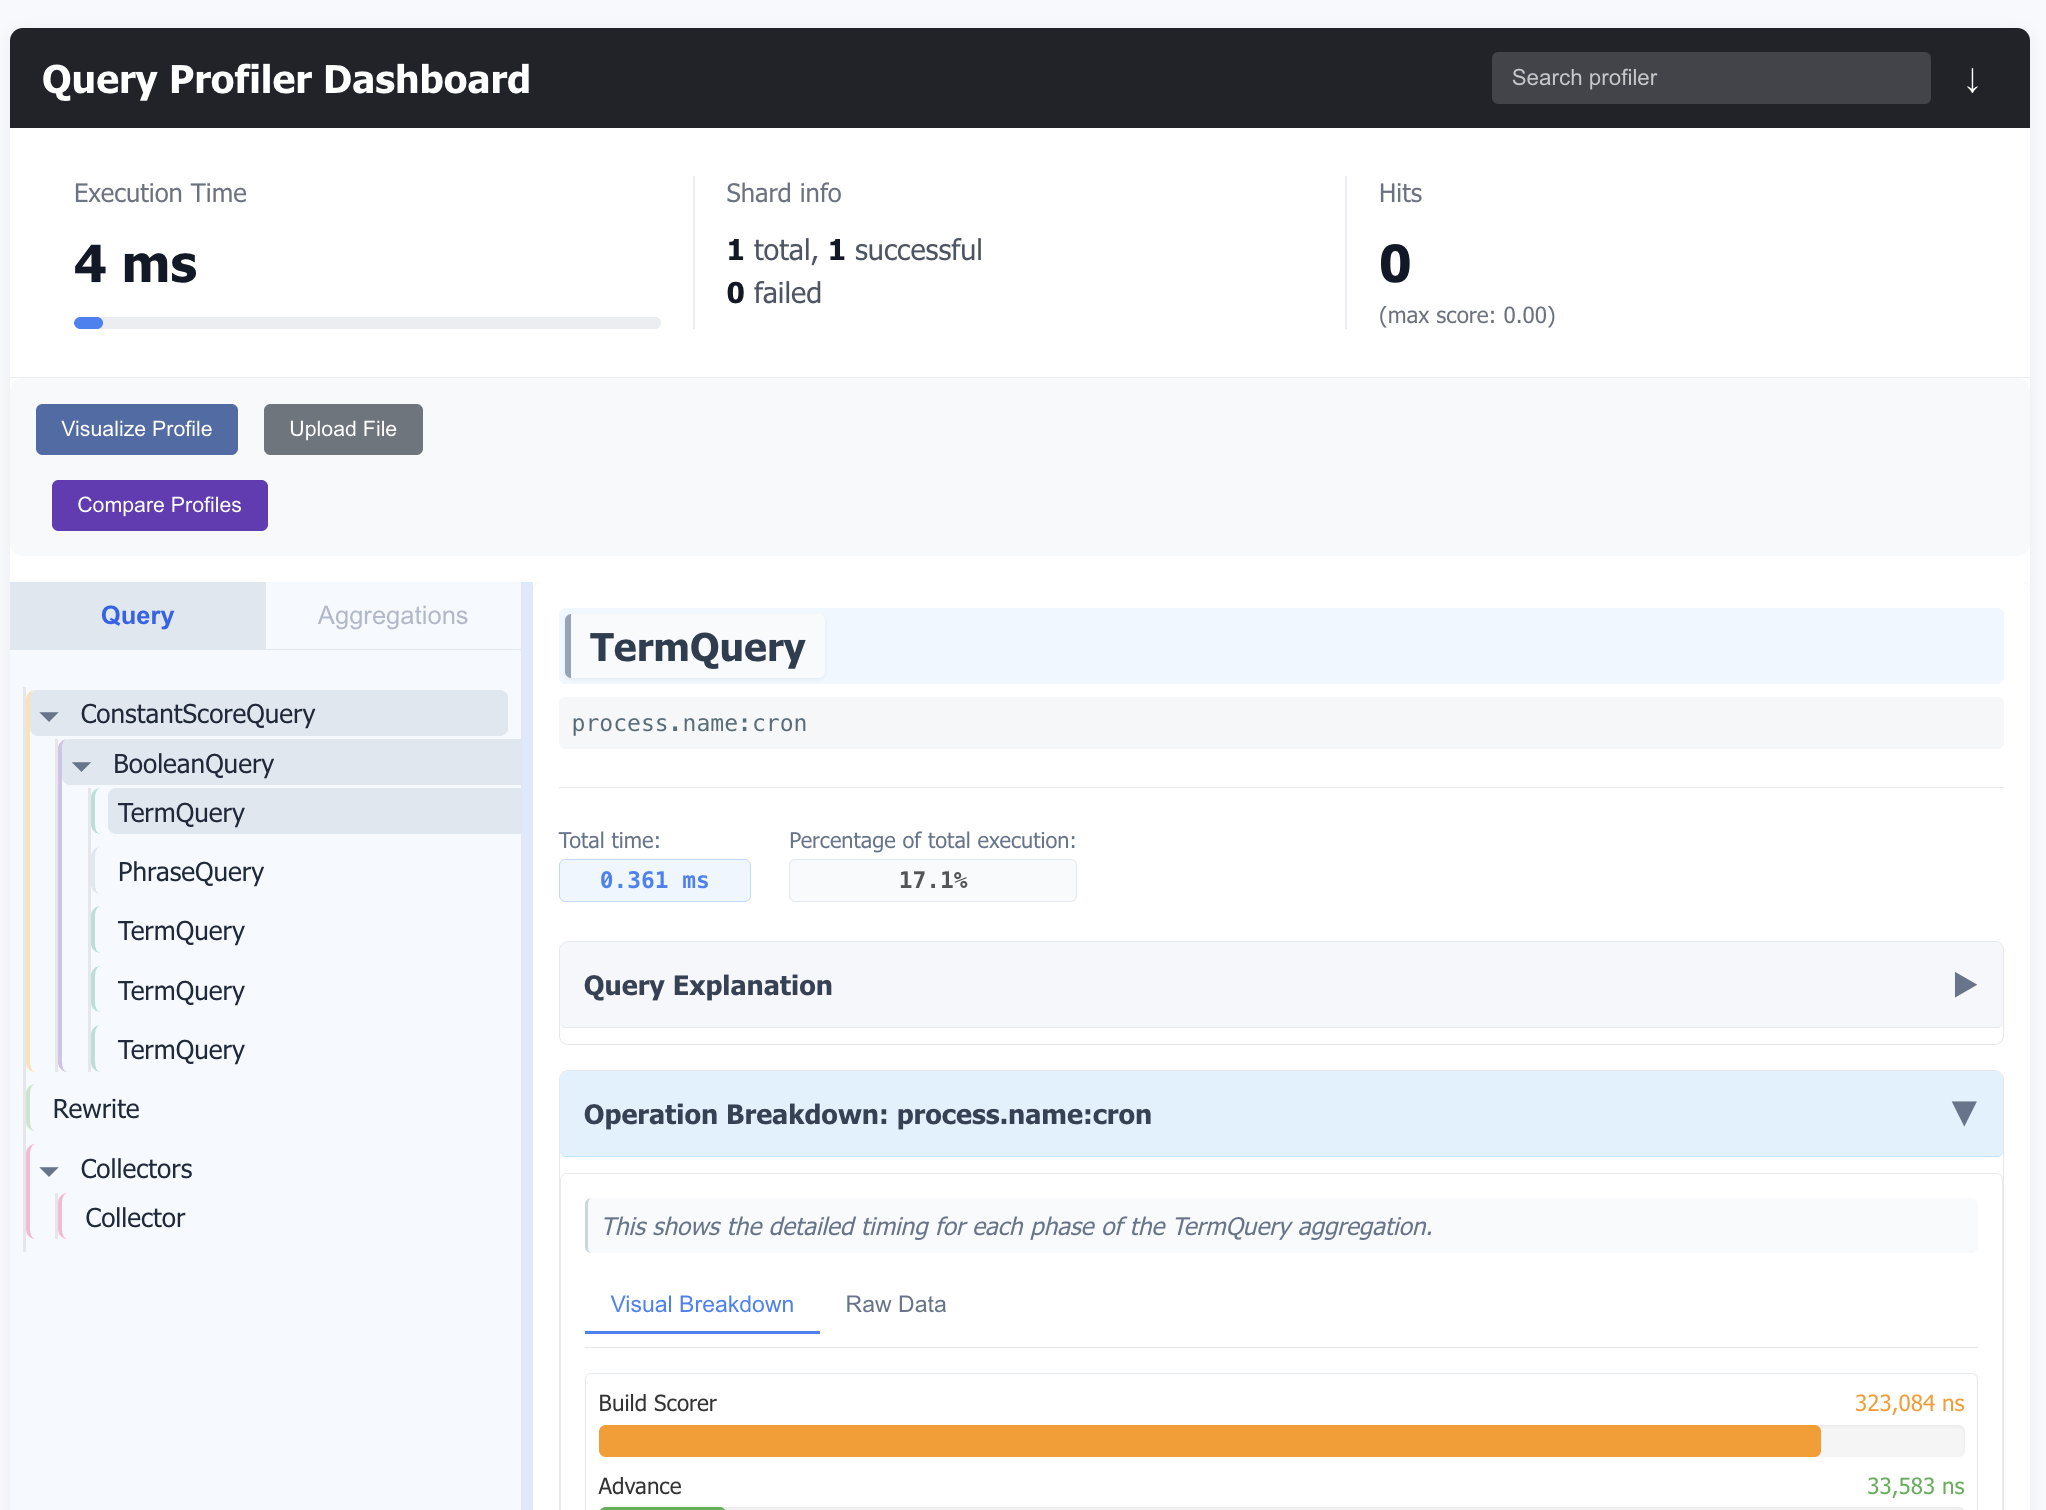 Query Profiler Dashboard
Search profiler
↓
Execution Time
4 ms
Shard info
1 total, 1 successful
0 failed
Hits
0
(max score: 0.00)
Visualize Profile
Upload File
Compare Profiles
Query
Aggregations
ConstantScoreQuery
BooleanQuery
TermQuery
PhraseQuery
TermQuery
TermQuery
TermQuery
Rewrite
Collectors
Collector
TermQuery
process.name:cron
Total time:
0.361 ms
Percentage of total execution:
17.1%
Query Explanation
Operation Breakdown: process.name:cron
This shows the detailed timing for each phase of the TermQuery aggregation.
Visual Breakdown
Raw Data
Build Scorer
323,084 ns
Advance
33,583 ns